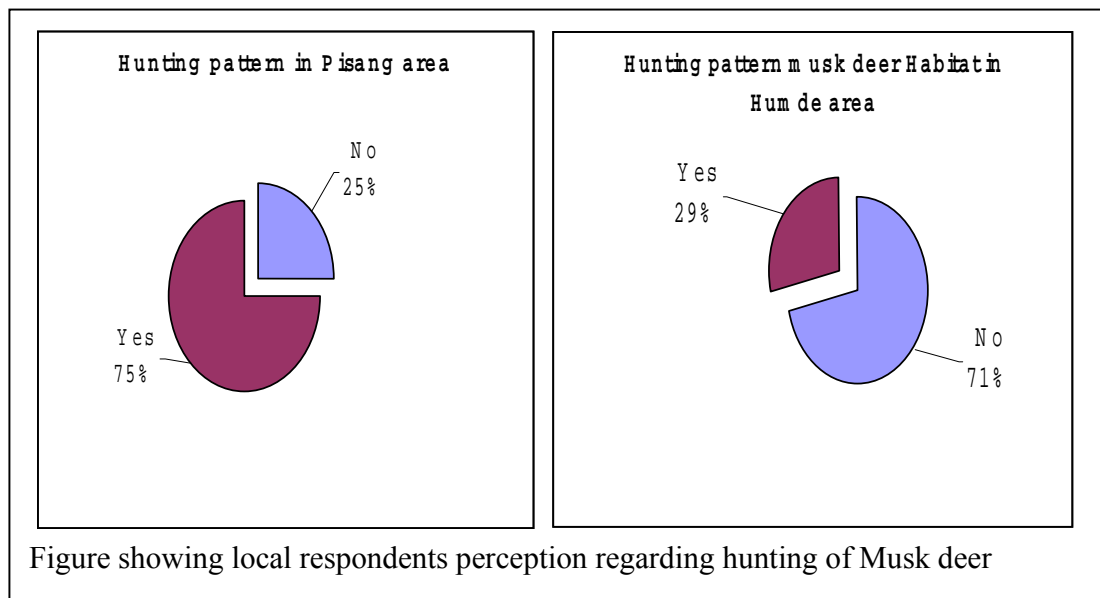 Hunting pattern in Pisang area
No
25%
Yes
75%
Hunting pattern musk deer Habitat in
Humde area
Yes
29%
No
71%
Figure showing local respondents perception regarding hunting of Musk deer